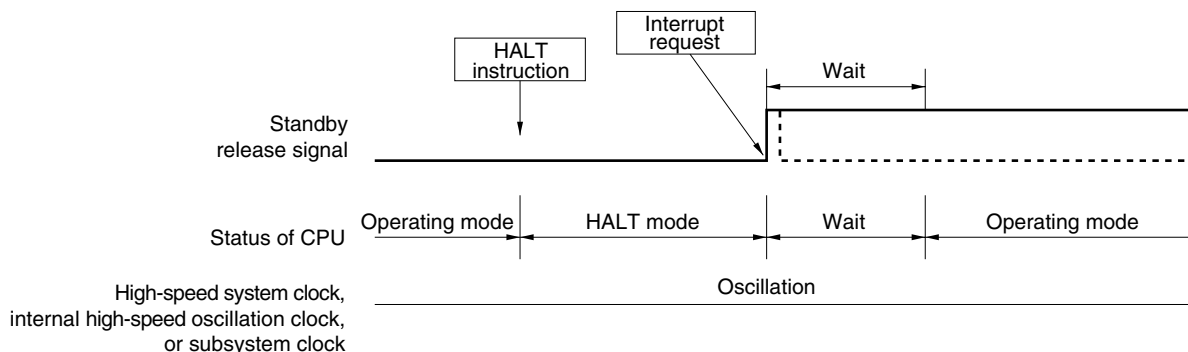 HALT
instruction
Interrupt
request
Wait
Standby
release signal
Status of CPU
Operating mode
HALT mode
Wait
Operating mode
High-speed system clock,
internal high-speed oscillation clock,
or subsystem clock
Oscillation